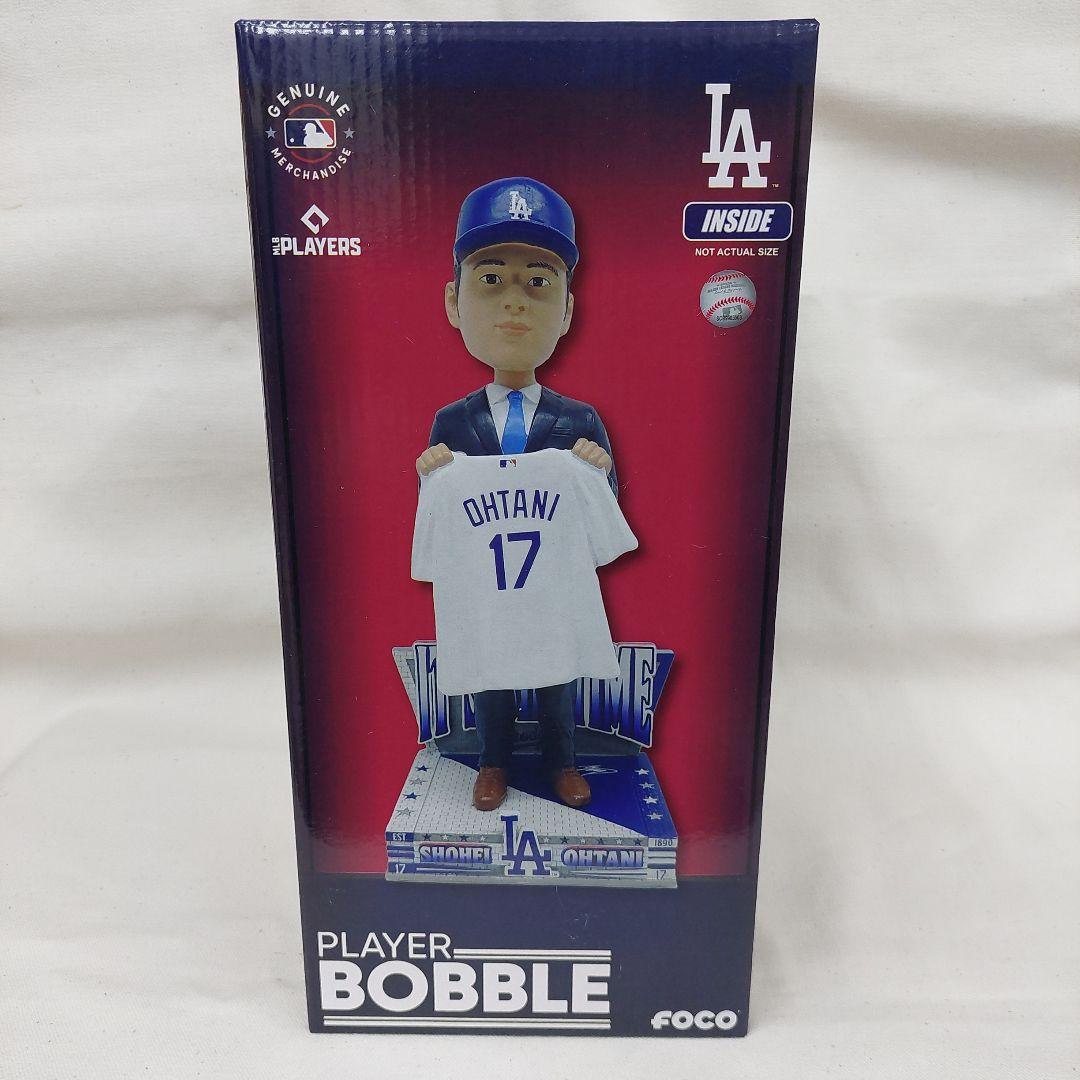 GENUINE
MERCHANDISE
MLB PLAYERS
LA
INSIDE
NOT ACTUAL SIZE
LA
OHTANI
17
TIME
EST.
1890
SHOHEI
LA
OHTANI
17
17
PLAYER
BOBBLE
FOCO